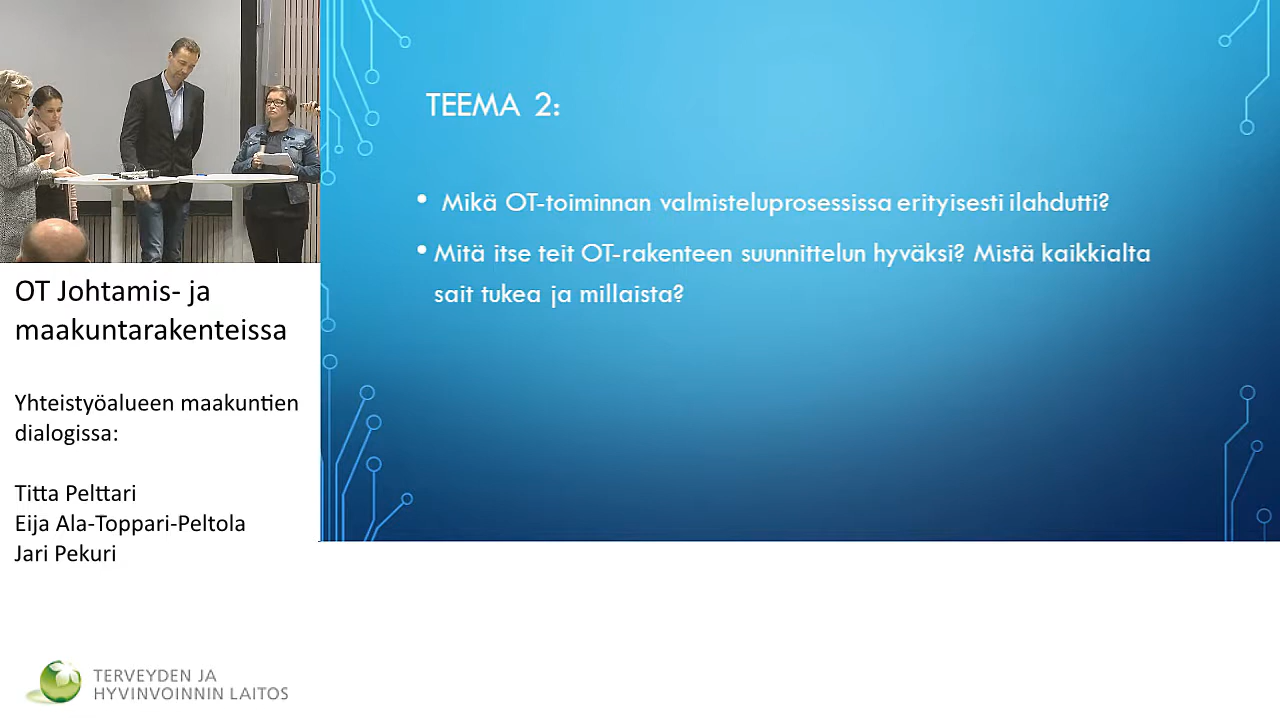 TEEMA 2:
• Mikä OT-toiminnan valmisteluprosessissa erityisesti ilahdutti?
• Mitä itse teit OT-rakenteen suunnittelun hyväksi? Mistä kaikkialta
sait tukea ja millaista?
OT Johtamis- ja
maakuntarakenteissa
Yhteistyöalueen maakuntien
dialogissa:
Titta Pelttari
Eija Ala-Toppari-Peltola
Jari Pekuri
TERVEYDEN JA
HYVINVOINNIN LAITOS